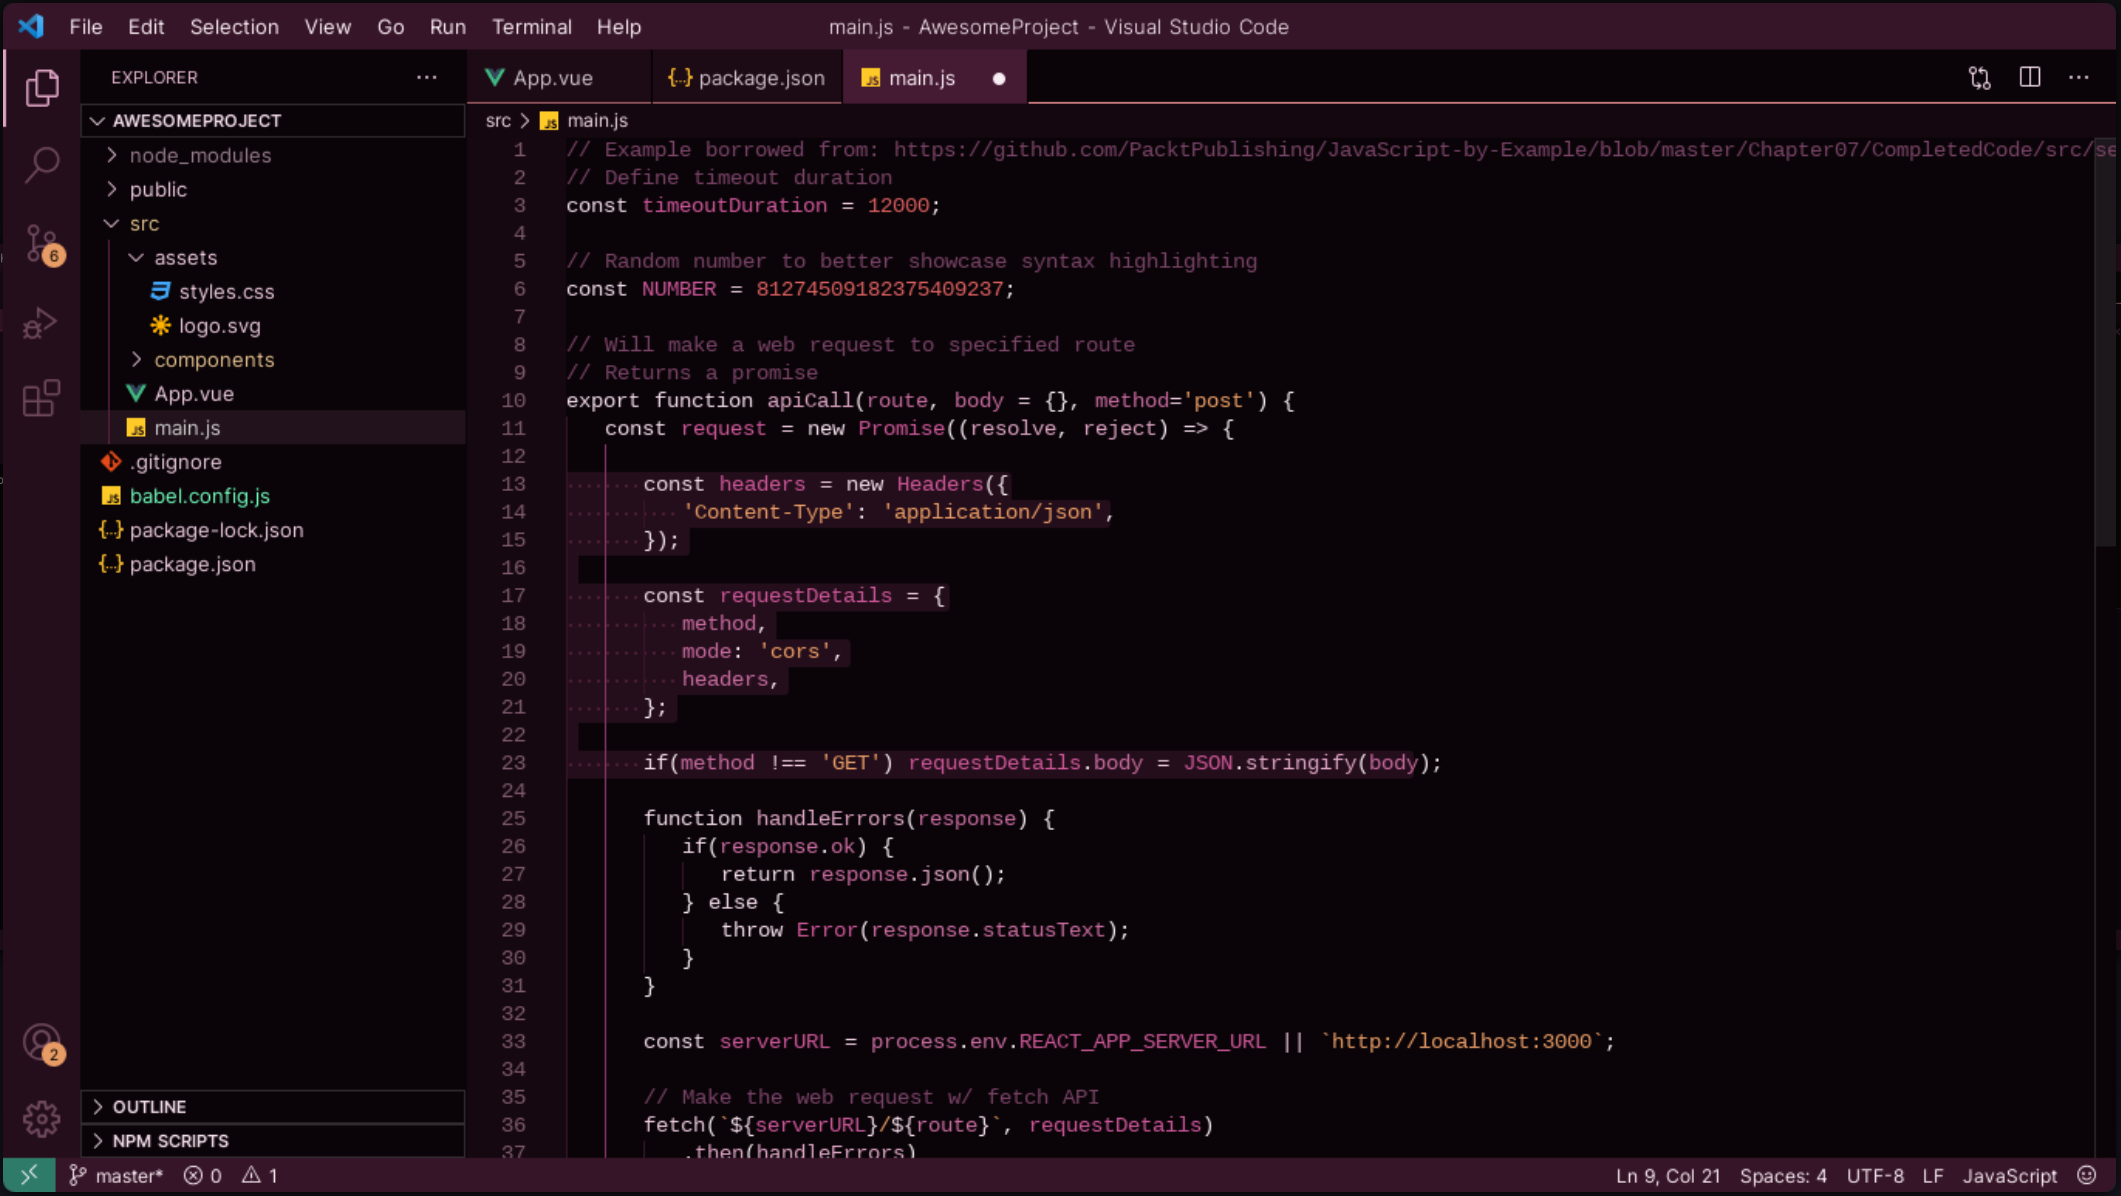 File Edit Selection View Go Run Terminal Help main.js - AwesomeProject - Visual Studio Code
EXPLORER
App.vue package.json main.js
AWESOMEPROJECT
src main.js
node_modules
public
src
assets
styles.css
logo.svg
components
App.vue
main.js
.gitignore
babel.config.js
package-lock.json
package.json
OUTLINE
NPM SCRIPTS
6
2
1 // Example borrowed from: https://github.com/PacktPublishing/JavaScript-by-Example/blob/master/Chapter07/CompletedCode/src/se
2 // Define timeout duration
3 const timeoutDuration = 12000;
4
5 // Random number to better showcase syntax highlighting
6 const NUMBER = 81274509182375409237;
7
8 // Will make a web request to specified route
9 // Returns a promise
10 export function apiCall(route, body = {}, method='post') {
11 const request = new Promise((resolve, reject) => {
12
13 const headers = new Headers({
14 'Content-Type': 'application/json',
15 });
16
17 const requestDetails = {
18 method,
19 mode: 'cors',
20 headers,
21 };
22
23 if(method !== 'GET') requestDetails.body = JSON.stringify(body);
24
25 function handleErrors(response) {
26 if(response.ok) {
27 return response.json();
28 } else {
29 throw Error(response.statusText);
30 }
31 }
32
33 const serverURL = process.env.REACT_APP_SERVER_URL || `http://localhost:3000`;
34
35 // Make the web request w/ fetch API
36 fetch(`${serverURL}/${route}`, requestDetails)
37 .then(handleErrors)
master* 0 1 Ln 9, Col 21 Spaces: 4 UTF-8 LF JavaScript